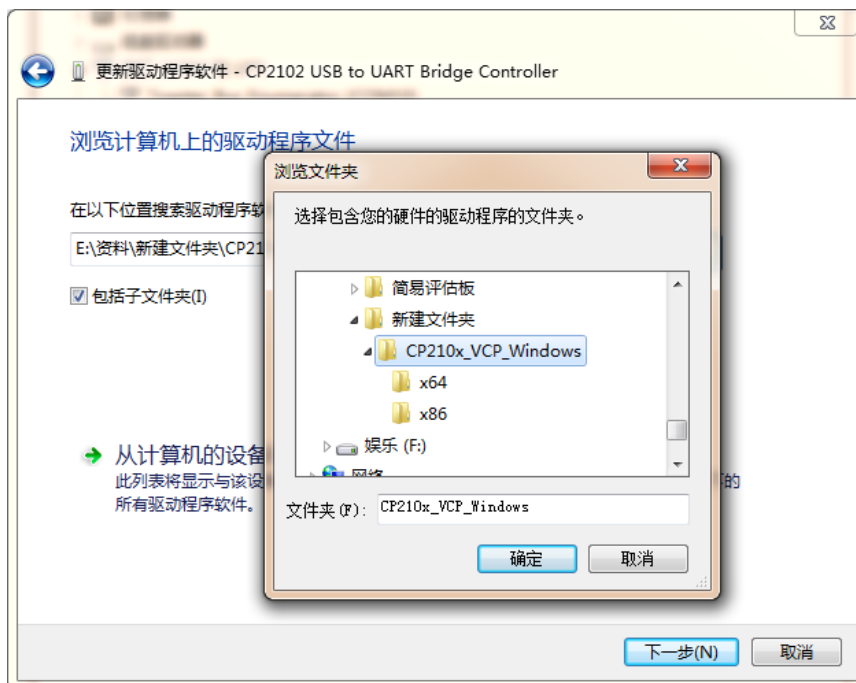 更新驱动程序软件 - CP2102 USB to UART Bridge Controller
浏览计算机上的驱动程序文件
在以下位置搜索驱动程序软
E:\资料\新建文件夹\CP21
包括子文件夹(I)
从计算机的设备
此列表将显示与该设
的
所有驱动程序软件。
浏览文件夹
选择包含您的硬件的驱动程序的文件夹。
简易评估板
新建文件夹
CP210x_VCP_Windows
x64
x86
娱乐 (F:)
网络
文件夹(F):
CP210x_VCP_Windows
确定
取消
下一步(N)
取消